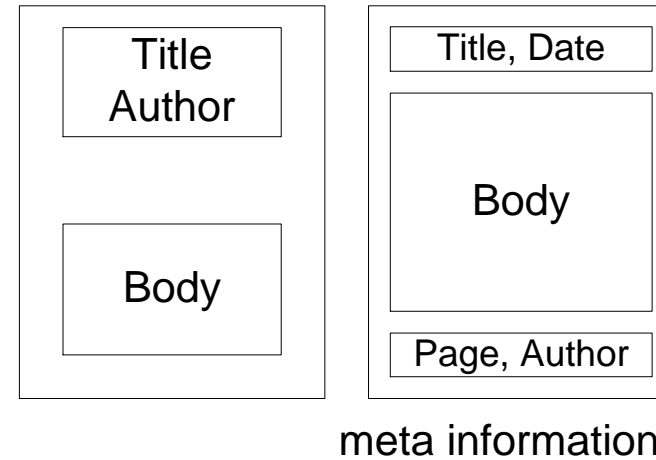 Title
Author
Body
Title, Date
Body
Page, Author
meta information